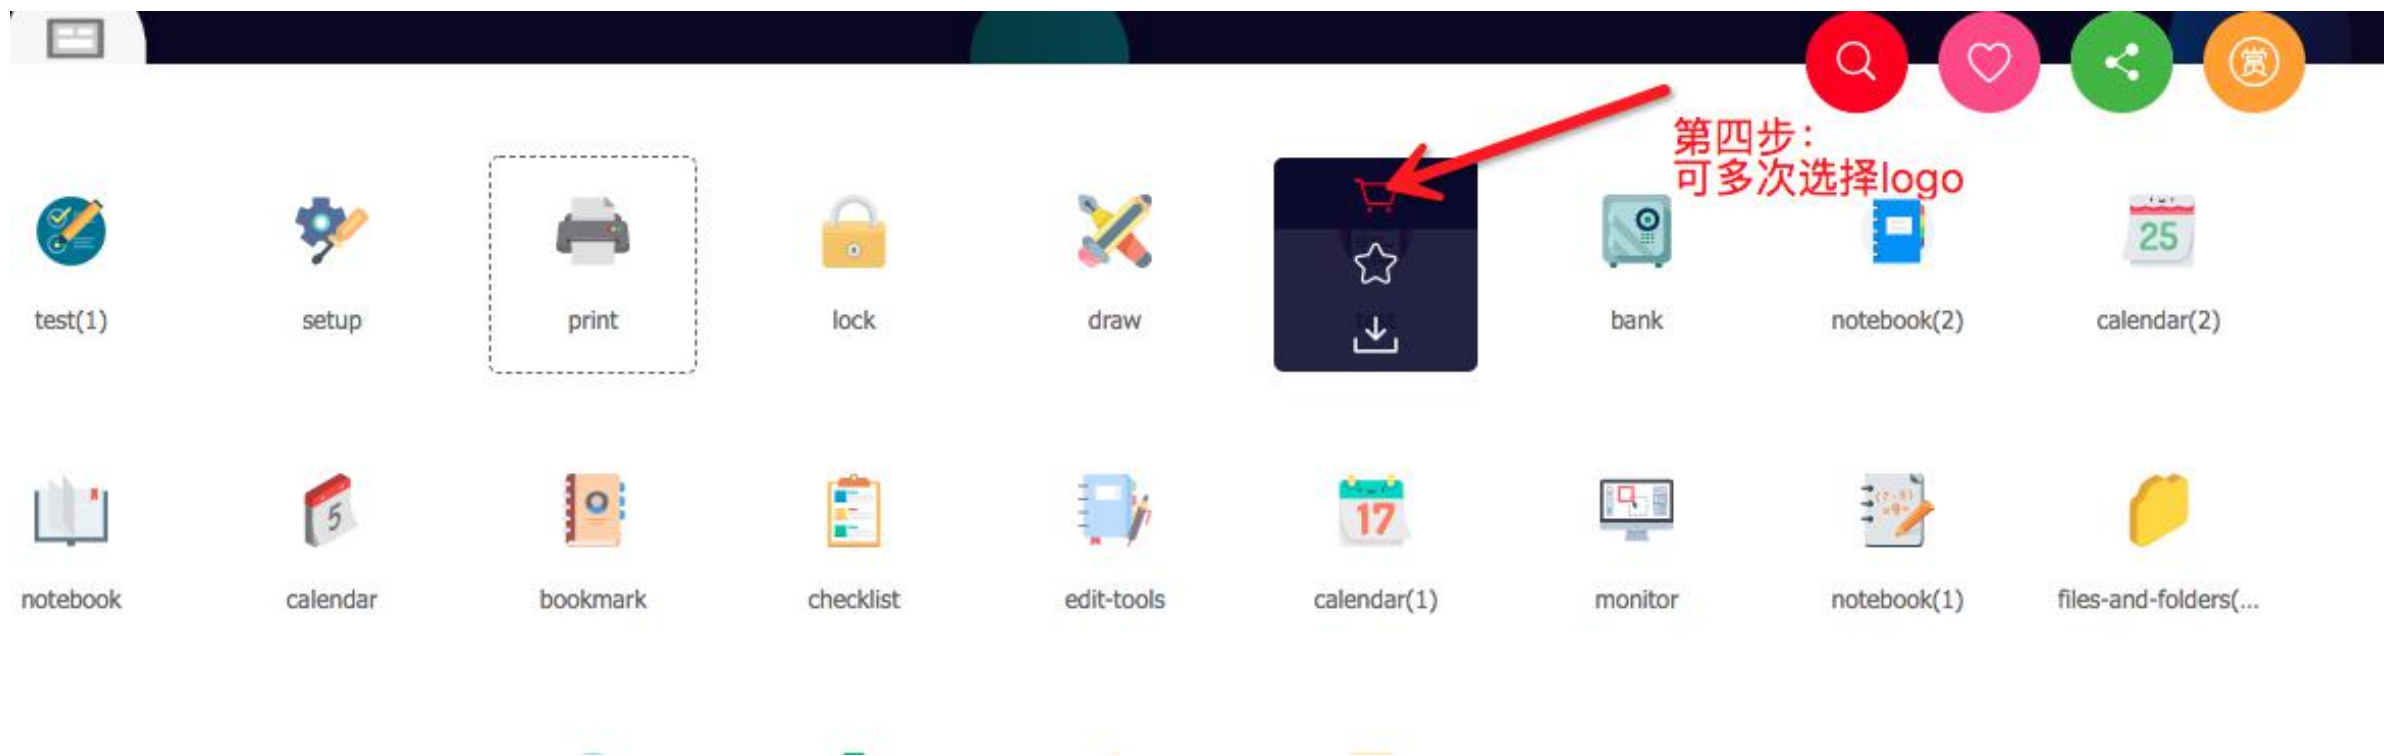 赏
第四步：
可多次选择logo
25
test(1)
setup
print
lock
draw
bank
notebook(2)
calendar(2)
5
17
notebook
calendar
bookmark
checklist
edit-tools
calendar(1)
monitor
notebook(1)
files-and-folders(...